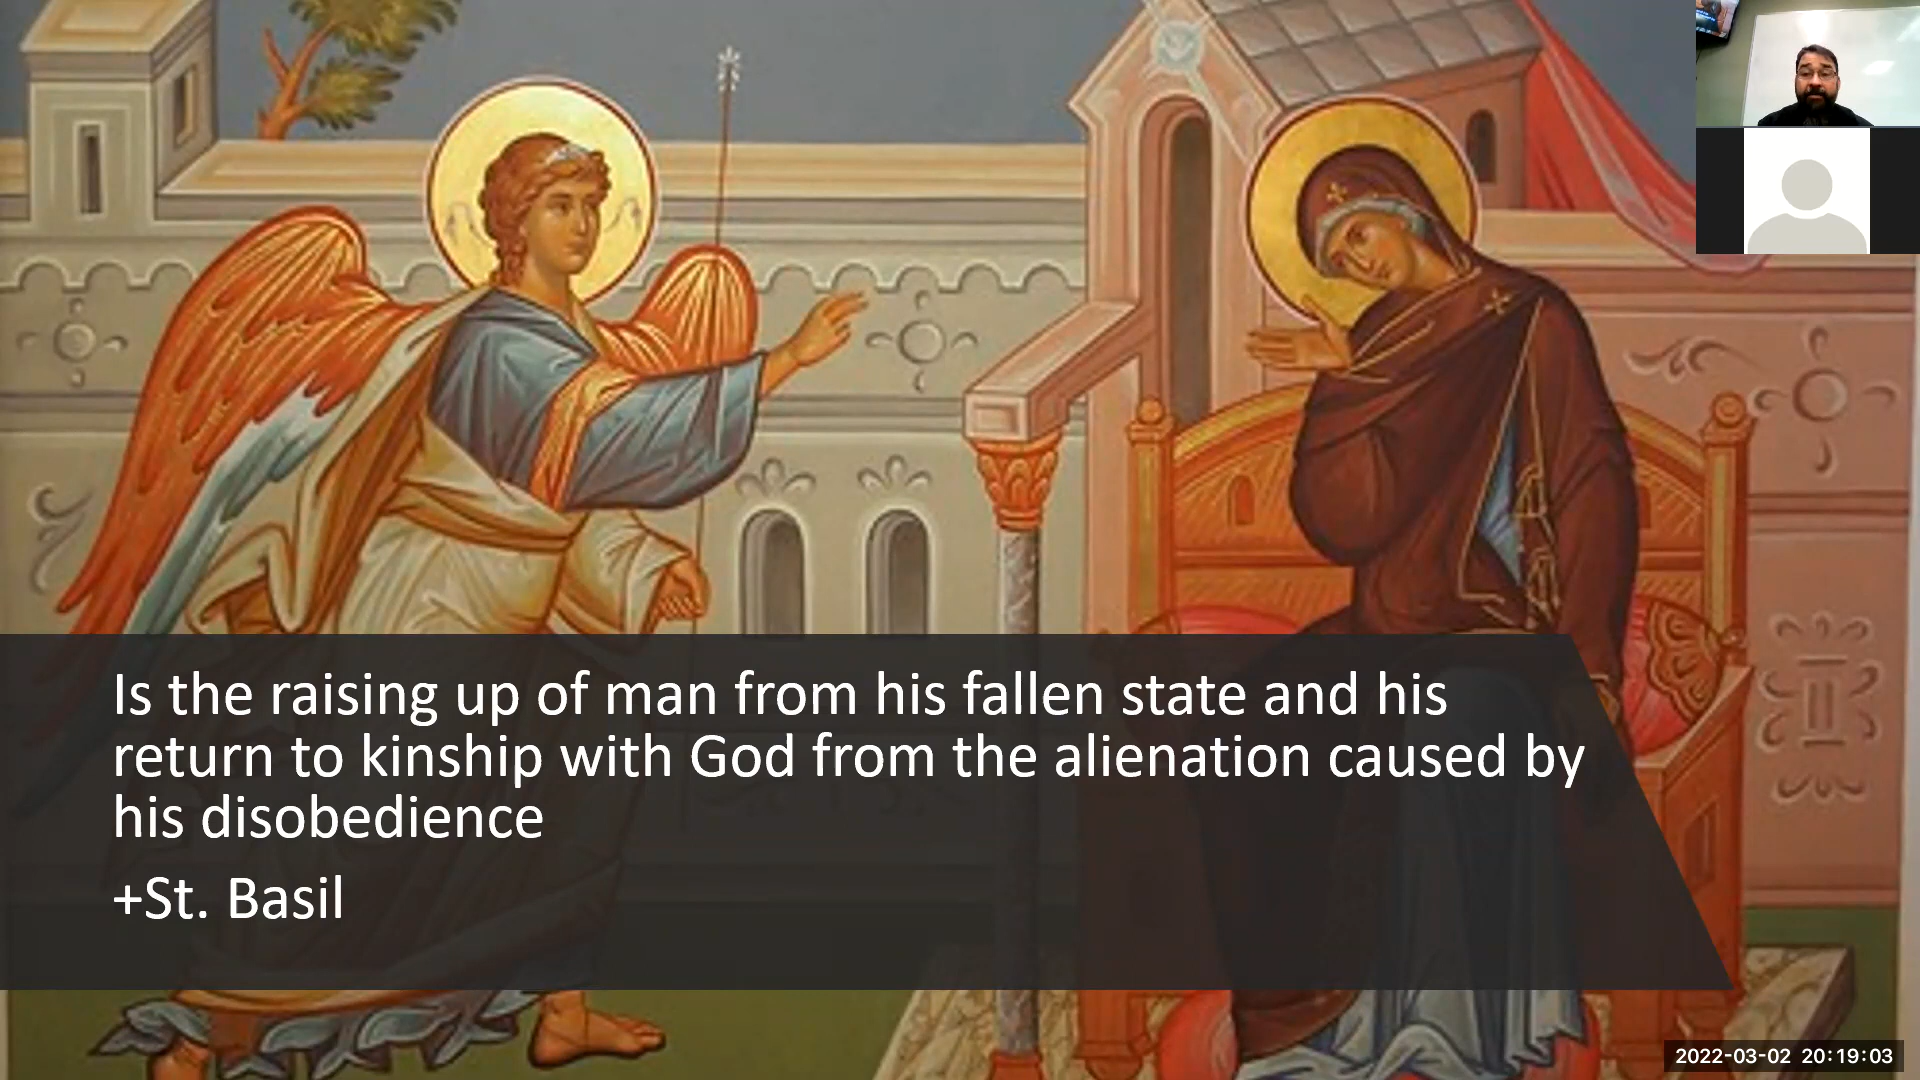 Is the raising up of man from his fallen state and his
return to kinship with God from the alienation caused by
his disobedience
+St. Basil
2022-03-02 20:19:03